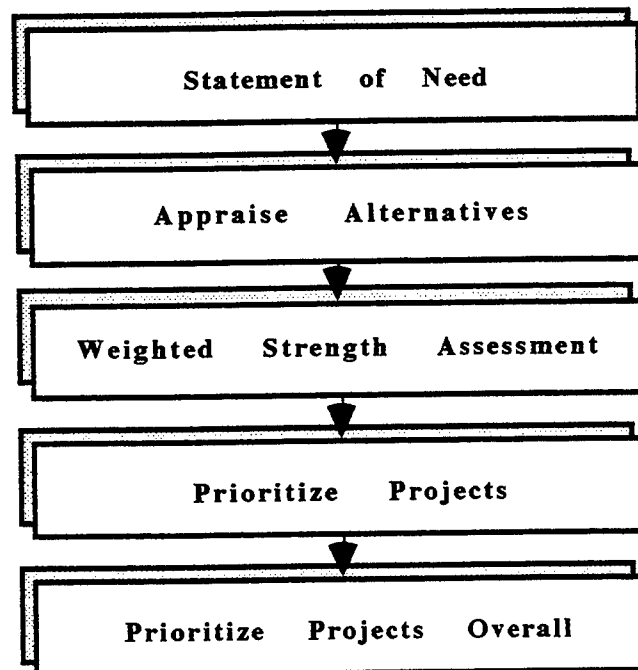 Statement of Need
Appraise Alternatives
Weighted Strength Assessment
Prioritize Projects
Prioritize Projects Overall